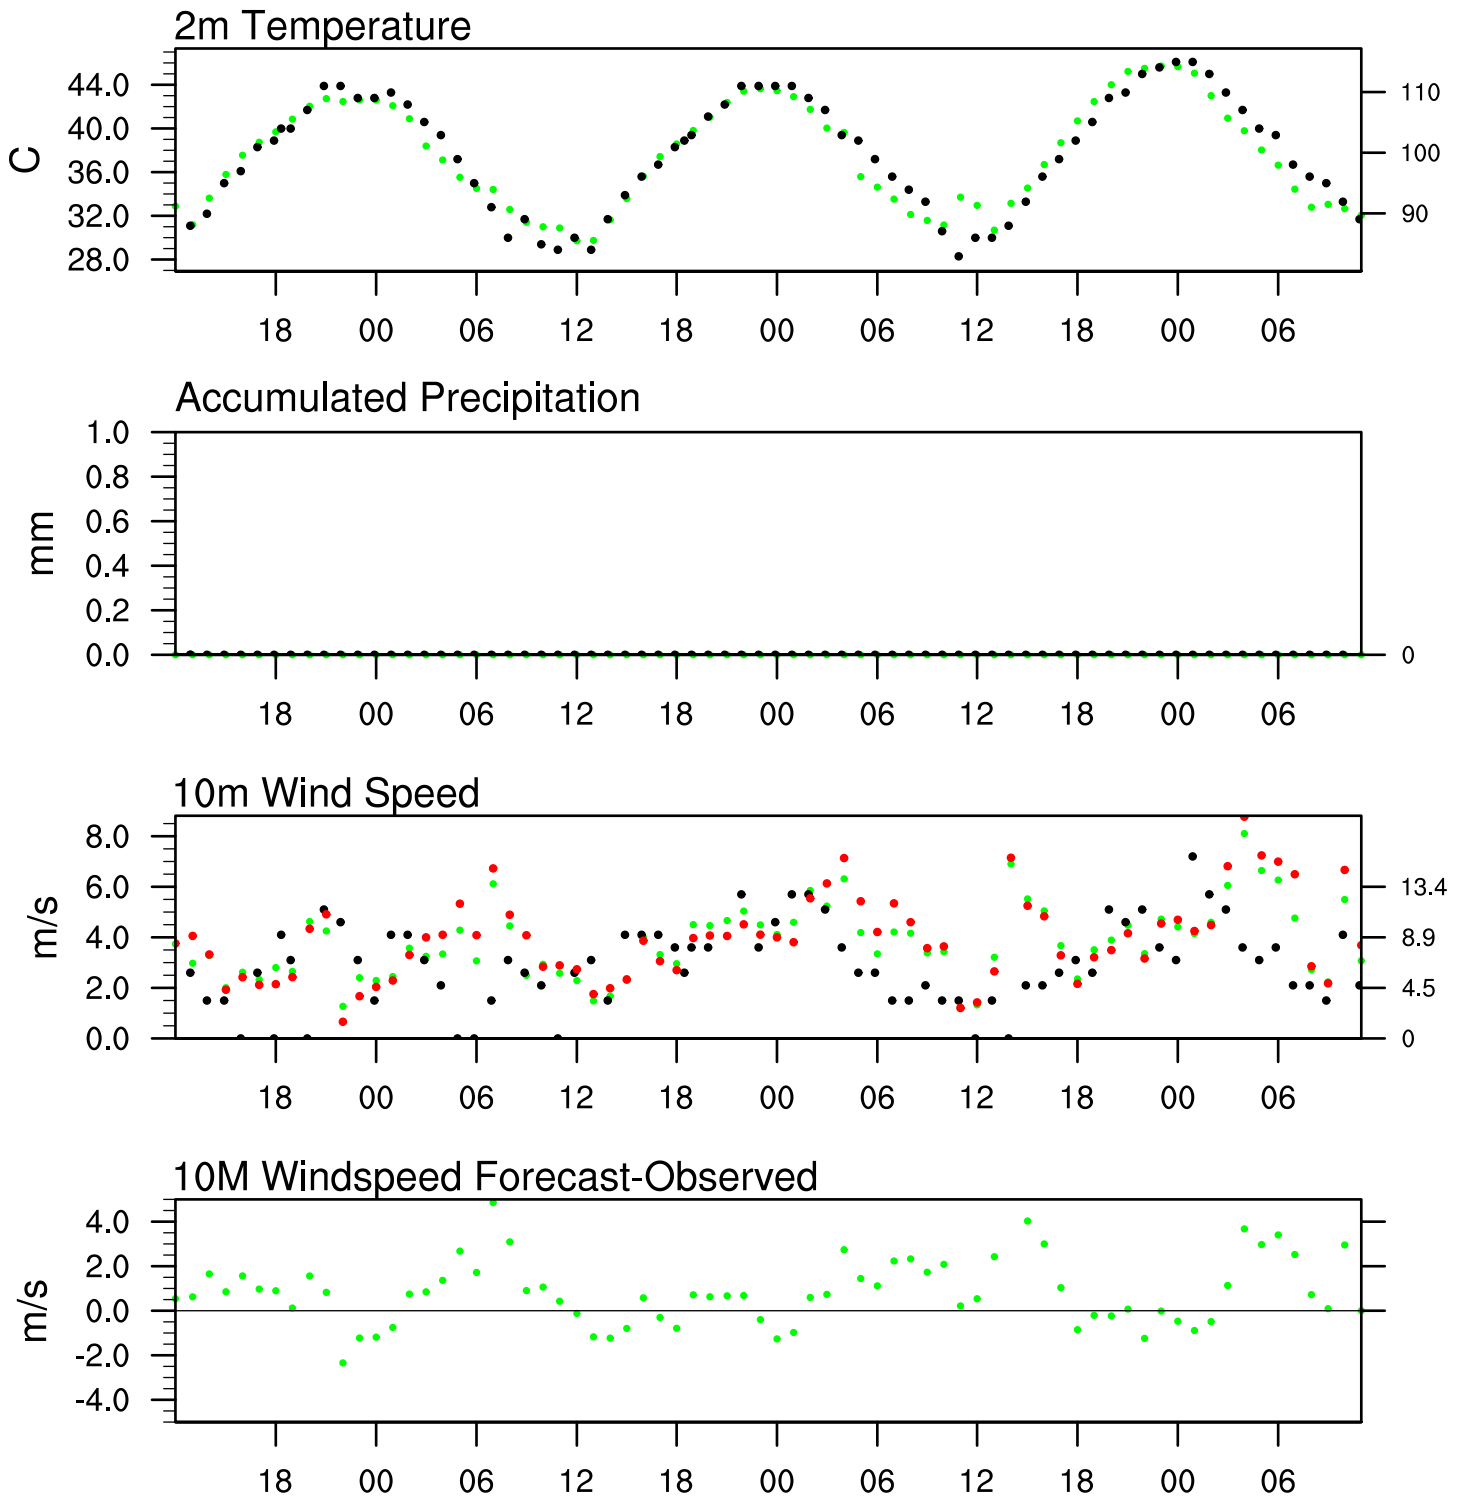 2m Temperature
44.0
40.0
36.0
32.0
28.0
C
110
100
90
18 00 06 12 18 00 06 12 18 00 06
Accumulated Precipitation
1.0
0.8
0.6
0.4
0.2
0.0
mm
0
18 00 06 12 18 00 06 12 18 00 06
10m Wind Speed
8.0
6.0
4.0
2.0
0.0
m/s
13.4
8.9
4.5
0
18 00 06 12 18 00 06 12 18 00 06
10M Windspeed Forecast-Observed
4.0
2.0
0.0
-2.0
-4.0
m/s
18 00 06 12 18 00 06 12 18 00 06